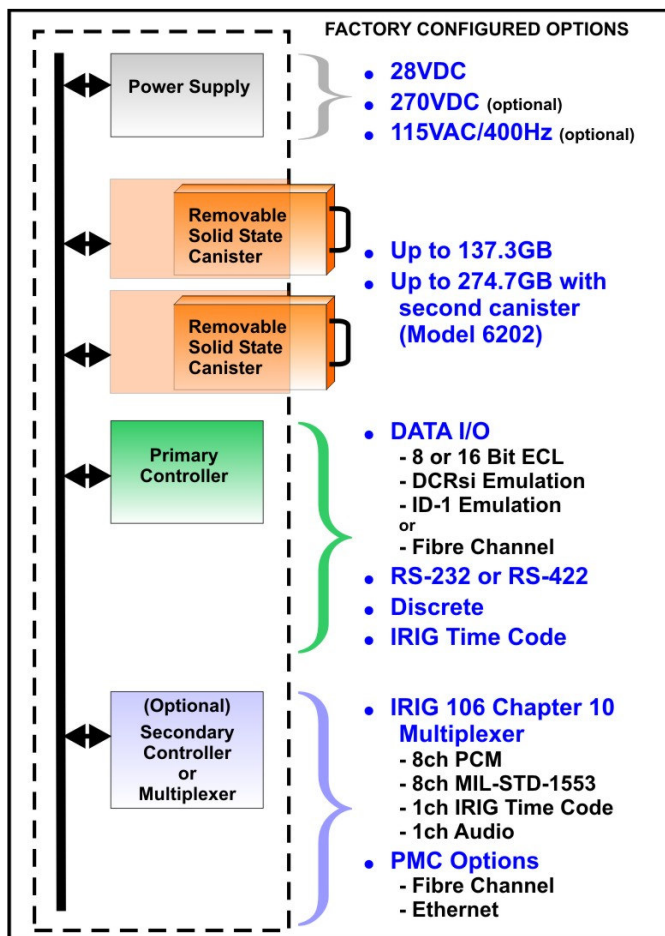 FACTORY CONFIGURED OPTIONS
Power Supply
• 28VDC
• 270VDC (optional)
• 115VAC/400Hz (optional)
Removable
Solid State
Canister
Removable
Solid State
Canister
• Up to 137.3GB
• Up to 274.7GB with
second canister
(Model 6202)
Primary
Controller
• DATA I/O
- 8 or 16 Bit ECL
- DCRsi Emulation
- ID-1 Emulation
or
- Fibre Channel
• RS-232 or RS-422
• Discrete
• IRIG Time Code
(Optional)
Secondary
Controller
or
Multiplexer
• IRIG 106 Chapter 10
Multiplexer
- 8ch PCM
- 8ch MIL-STD-1553
- 1ch IRIG Time Code
- 1ch Audio
• PMC Options
- Fibre Channel
- Ethernet